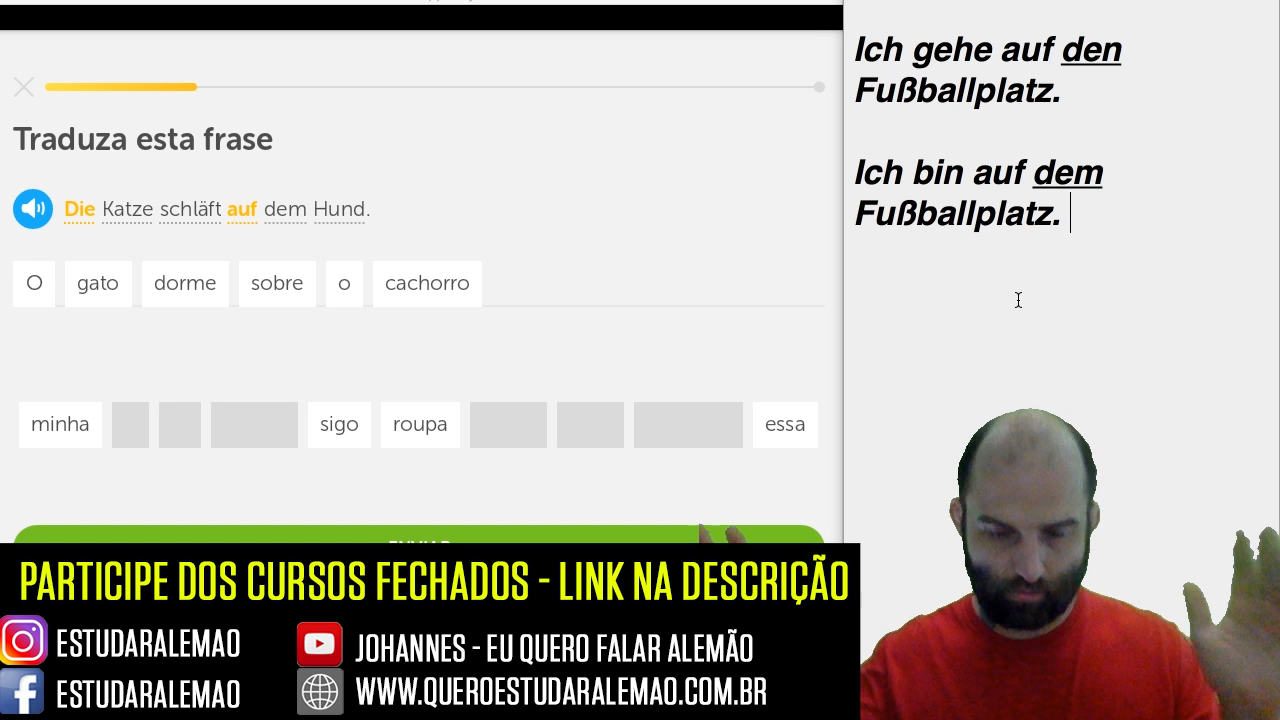 Traduza esta frase
Die Katze schläft auf dem Hund.
O gato dorme sobre o cachorro
minha sigo roupa essa
Ich gehe auf den
Fußballplatz.
Ich bin auf dem
Fußballplatz.
PARTICIPE DOS CURSOS FECHADOS - LINK NA DESCRIÇÃO
ESTUDARALEMAO
JOHANNES - EU QUERO FALAR ALEMÃO
ESTUDARALEMAO
WWW.QUEROESTUDARALEMAO.COM.BR